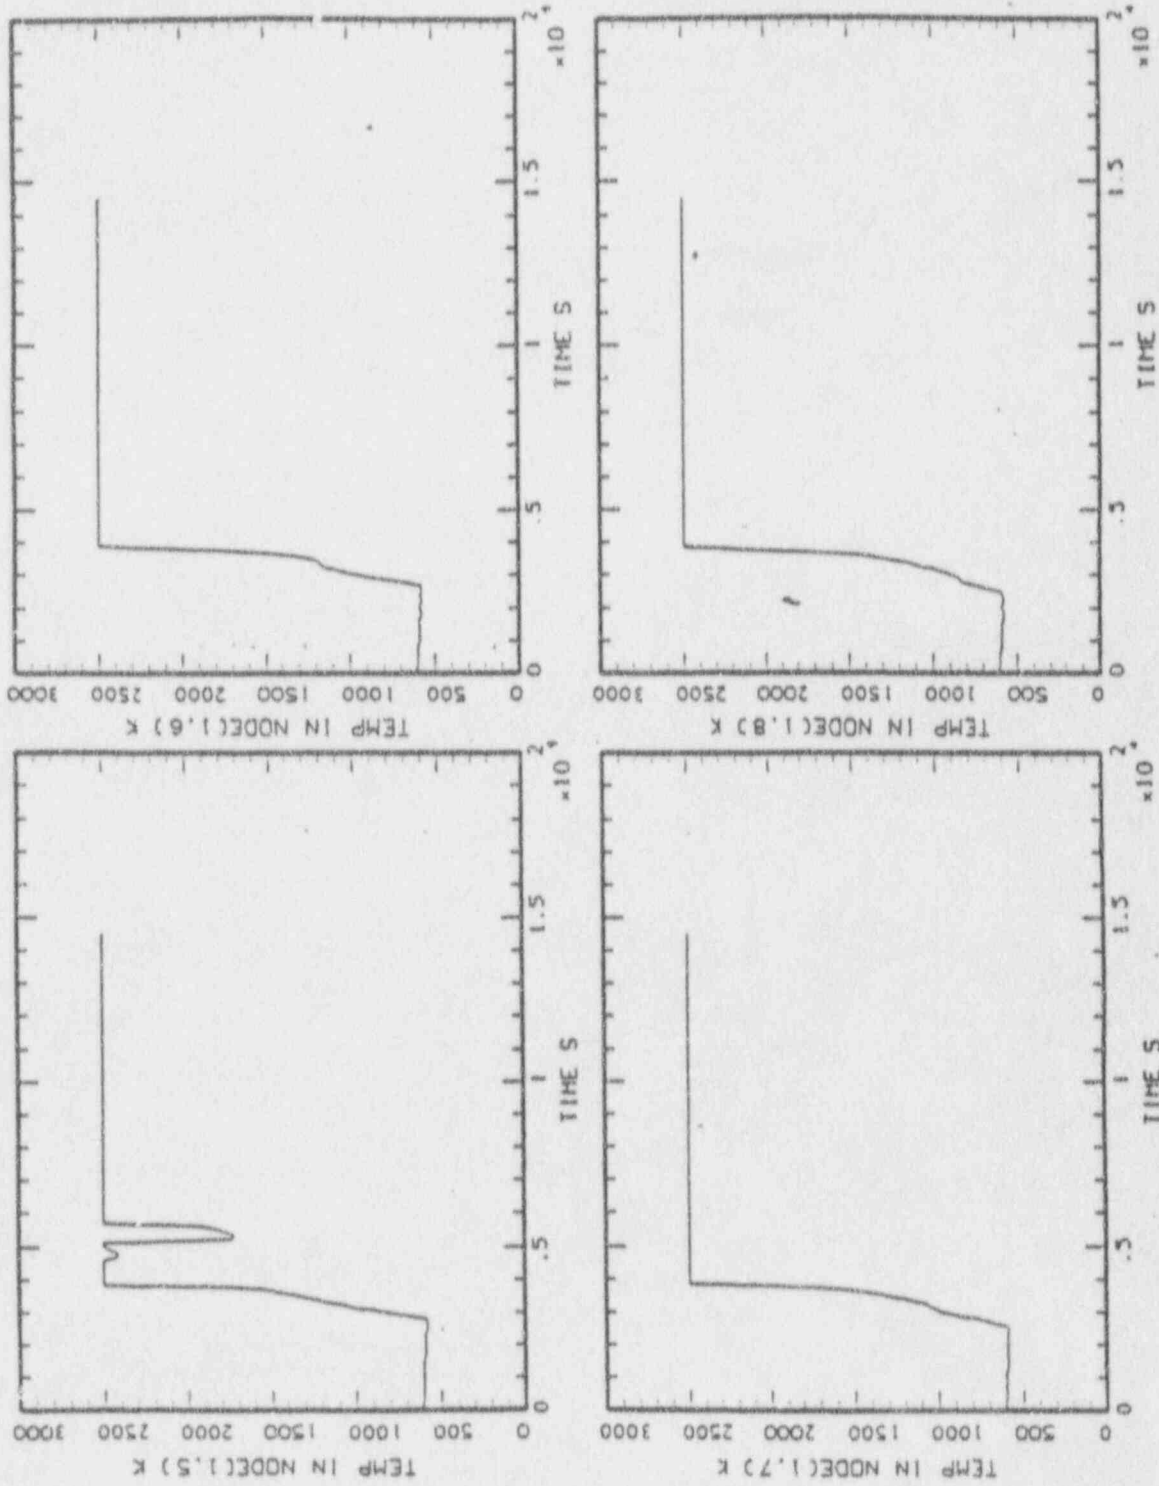 TEMP IN NODE(1,5) K
3000
2500
2000
1500
1000
500
0
0 .5 1 1.5 2
TIME S ×10⁴
TEMP IN NODE(1,6) K
3000
2500
2000
1500
1000
500
0
0 .5 1 1.5 2
TIME S ×10⁴
TEMP IN NODE(1,7) K
3000
2500
2000
1500
1000
500
0
0 .5 1 1.5 2
TIME S ×10⁴
TEMP IN NODE(1,8) K
3000
2500
2000
1500
1000
500
0
0 .5 1 1.5 2
TIME S ×10⁴